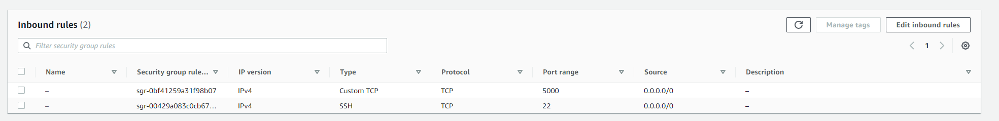 Inbound rules (2)
Manage tags
Edit inbound rules
Filter security group rules
1
Name Security group rule... IP version Type Protocol Port range Source Description
– sgr-0bf41259a31f98b07 IPv4 Custom TCP TCP 5000 0.0.0.0/0 –
– sgr-00429a083c0cb67... IPv4 SSH TCP 22 0.0.0.0/0 –